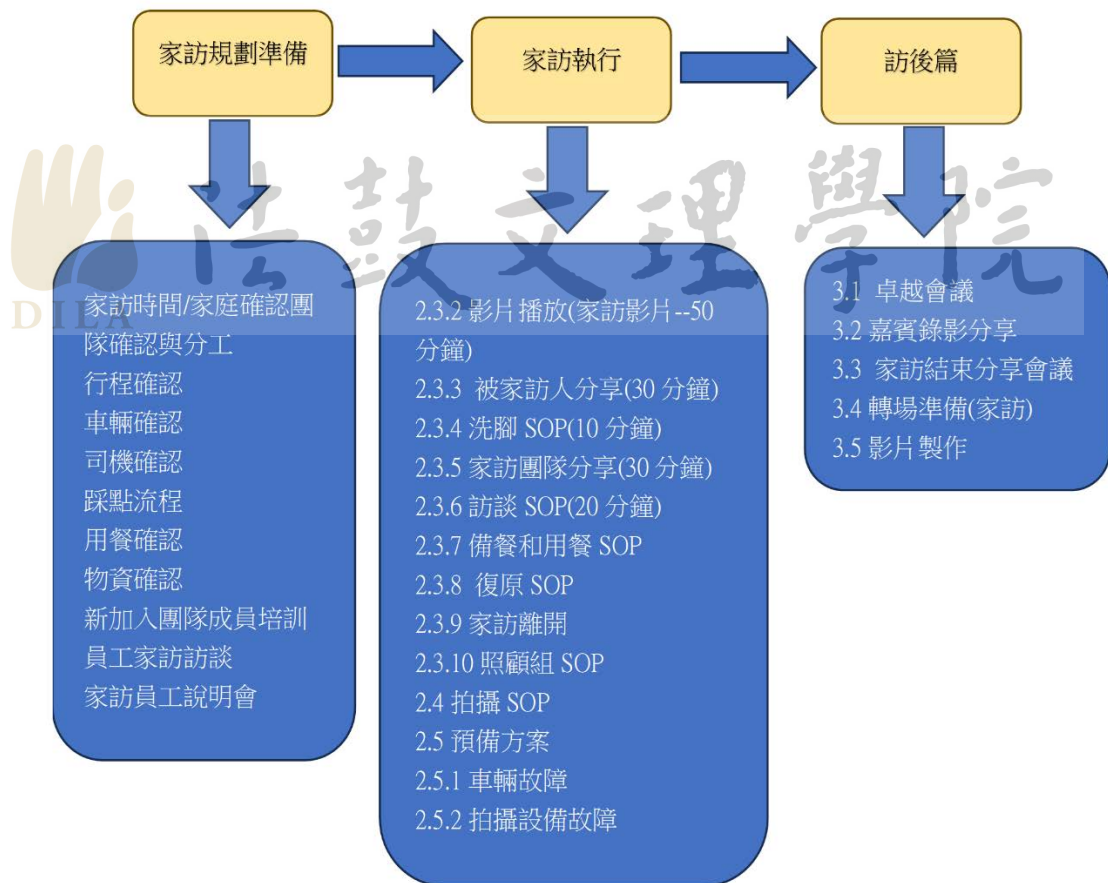 家訪規劃準備
家訪執行
訪後篇
法鼓文理學院
DILA
家訪時間/家庭確認團
隊確認與分工
行程確認
車輛確認
司機確認
踩點流程
用餐確認
物資確認
新加入團隊成員培訓
員工家訪訪談
家訪員工說明會
2.3.2 影片播放(家訪影片--50
分鐘)
2.3.3 被家訪人分享(30 分鐘)
2.3.4 洗腳 SOP(10 分鐘)
2.3.5 家訪團隊分享(30 分鐘)
2.3.6 訪談 SOP(20 分鐘)
2.3.7 備餐和用餐 SOP
2.3.8 復原 SOP
2.3.9 家訪離開
2.3.10 照顧組 SOP
2.4 拍攝 SOP
2.5 預備方案
2.5.1 車輛故障
2.5.2 拍攝設備故障
3.1 卓越會議
3.2 嘉賓錄影分享
3.3 家訪結束分享會議
3.4 轉場準備(家訪)
3.5 影片製作